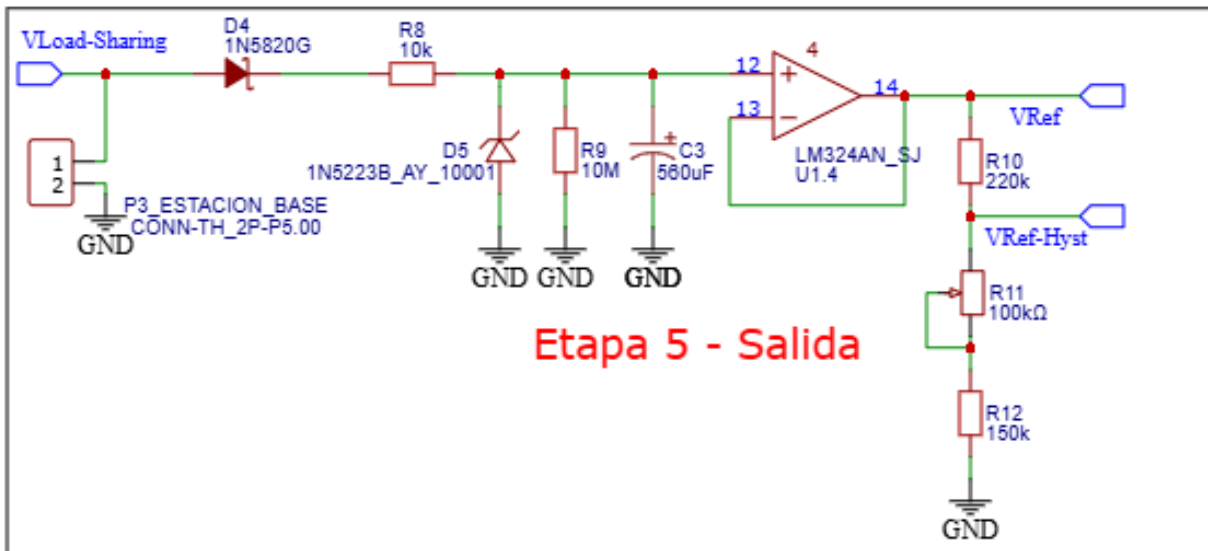 VLoad-Sharing
D4
1N5820G
R8
10k
1
2
P3_ESTACION_BASE
CONN-TH_2P-P5.00
GND
D5
1N5223B_AY_10001
GND
R9
10M
GND
C3
560uF
GND
4
12
13
14
LM324AN_SJ
U1.4
VRef
R10
220k
VRef-Hyst
R11
100kΩ
R12
150k
GND
Etapa 5 - Salida